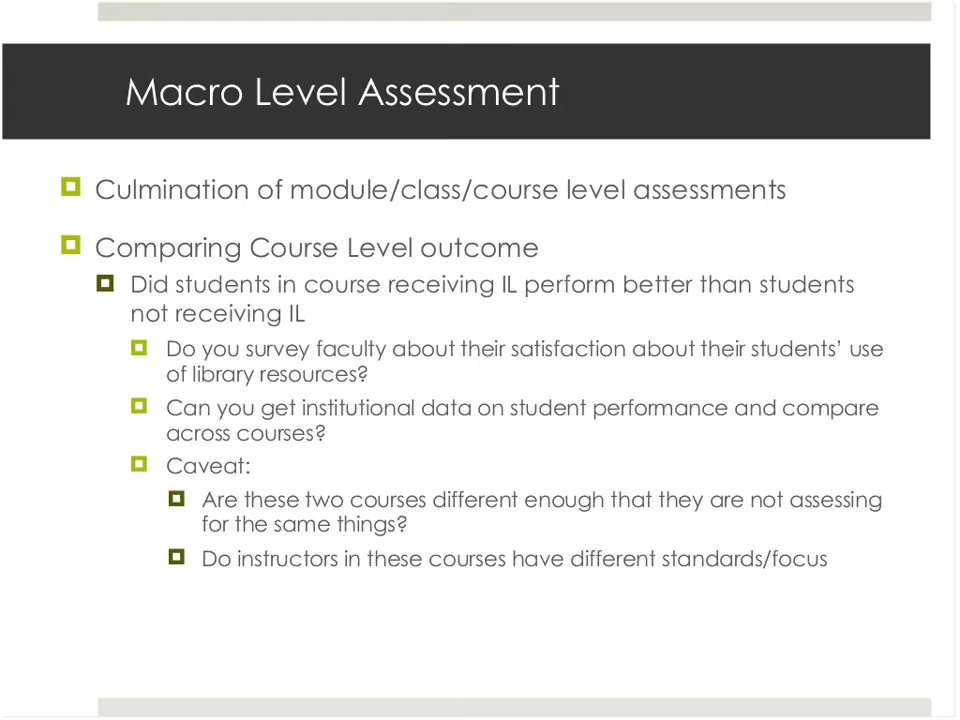 Macro Level Assessment
Culmination of module/class/course level assessments
Comparing Course Level outcome
Did students in course receiving IL perform better than students
not receiving IL
Do you survey faculty about their satisfaction about their students’ use
of library resources?
Can you get institutional data on student performance and compare
across courses?
Caveat:
Are these two courses different enough that they are not assessing
for the same things?
Do instructors in these courses have different standards/focus